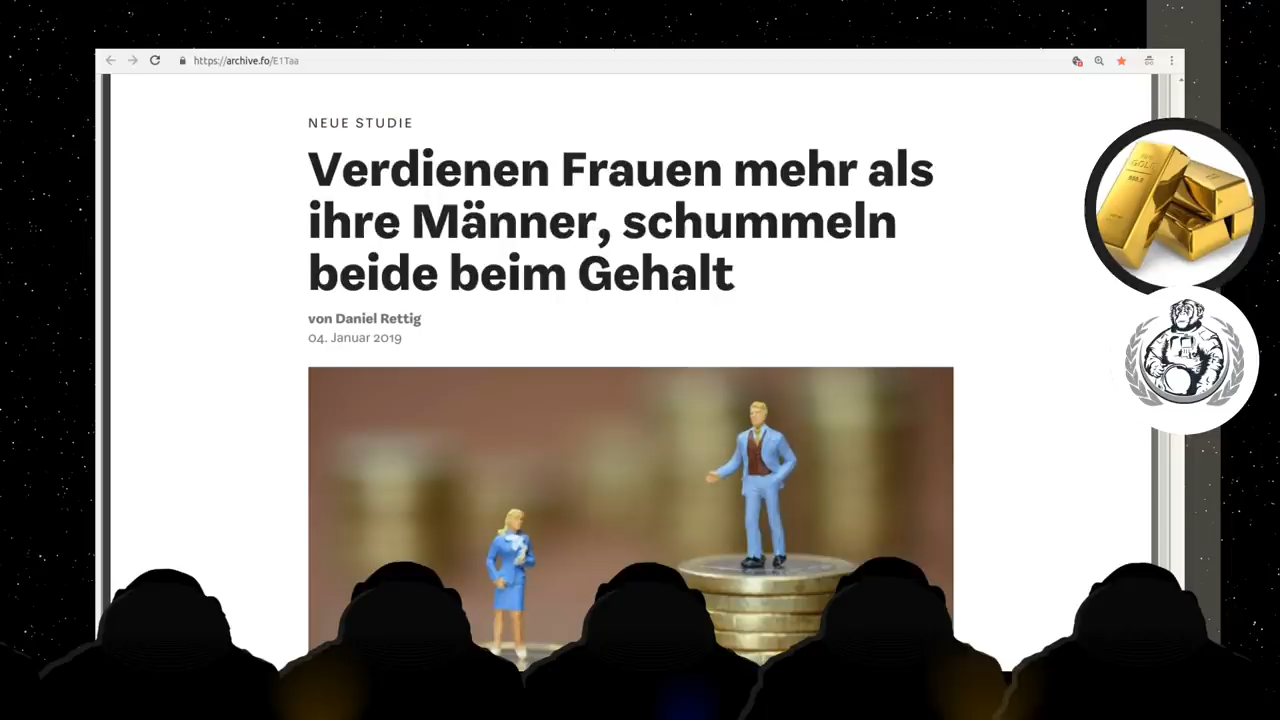 https://archive.fo/E1Taa
NEUE STUDIE
Verdienen Frauen mehr als
ihre Männer, schummeln
beide beim Gehalt
von Daniel Rettig
04. Januar 2019
GOLD